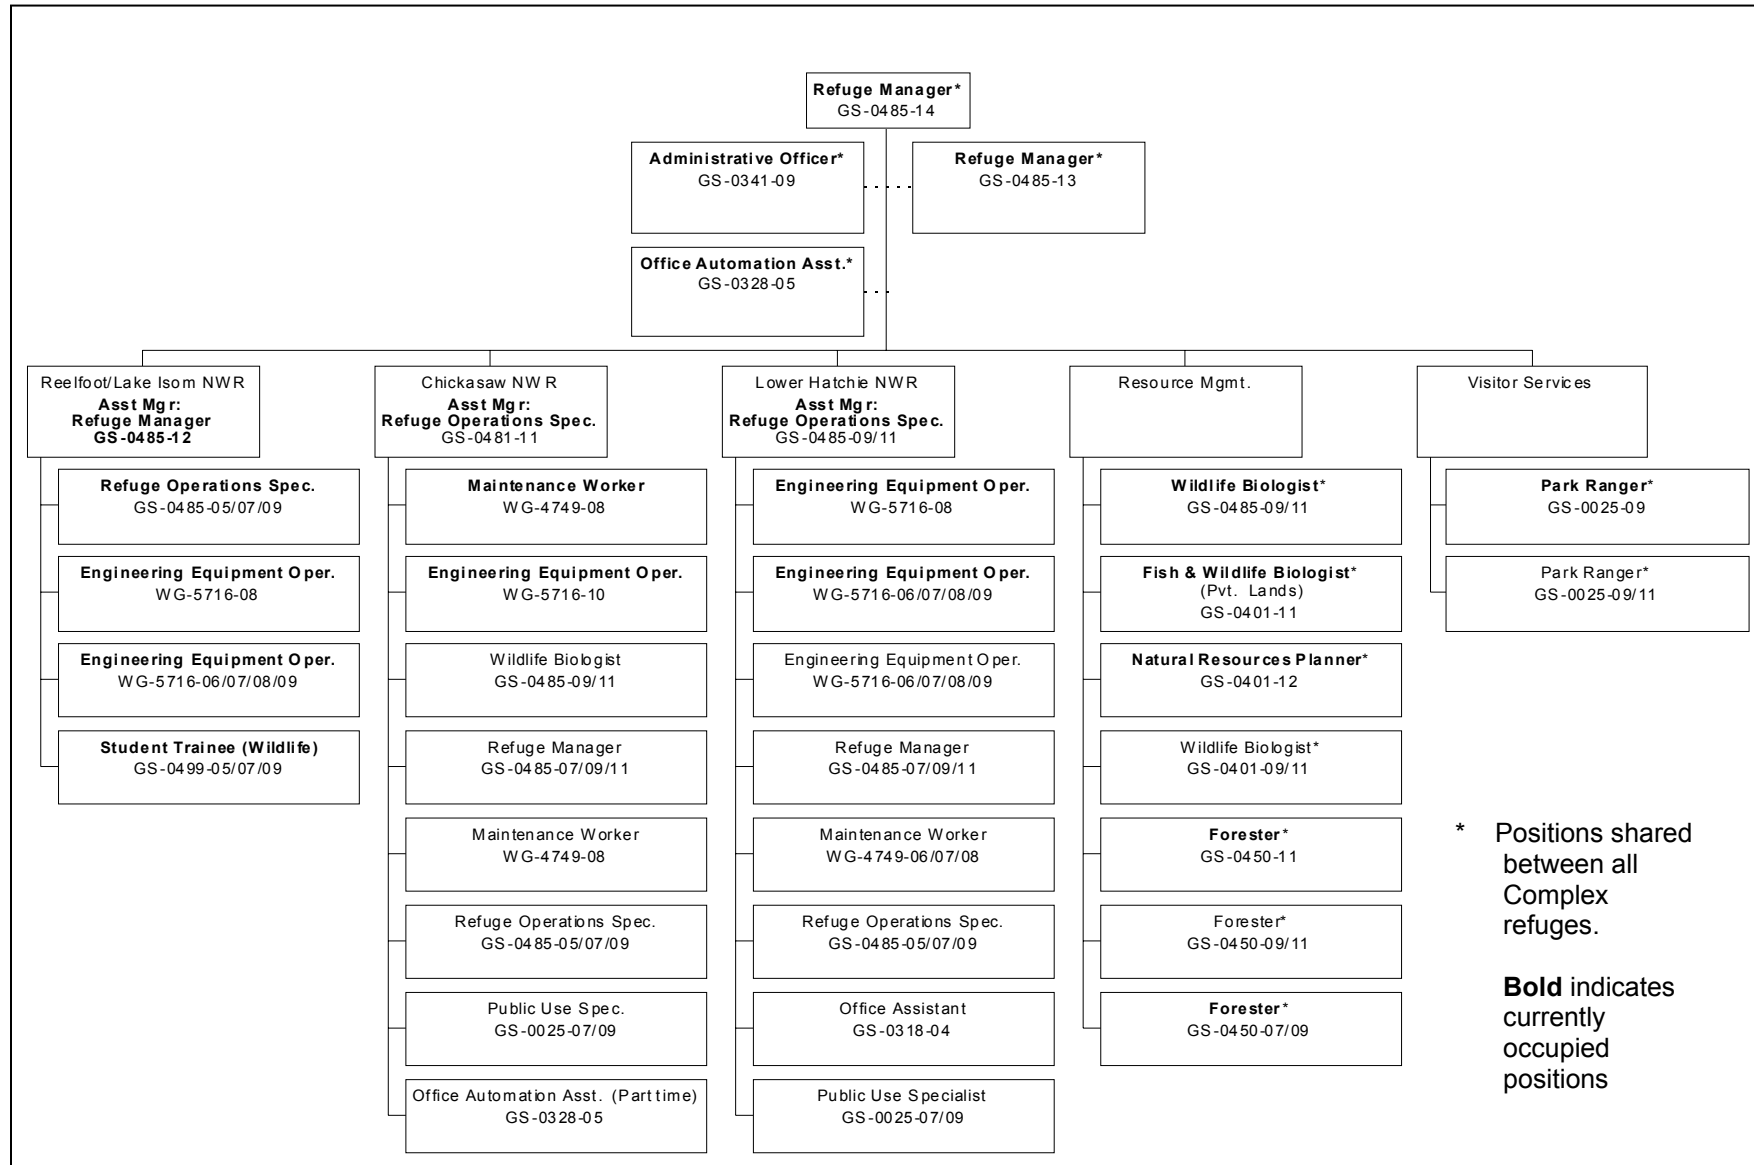 Refuge Manager*
GS-0485-14
Administrative Officer*
GS-0341-09
Refuge Manager*
GS-0485-13
Office Automation Asst.*
GS-0328-05
Reelfoot/Lake Isom NWR
Asst Mgr:
Refuge Manager
GS-0485-12
Refuge Operations Spec.
GS-0485-05/07/09
Engineering Equipment Oper.
WG-5716-08
Engineering Equipment Oper.
WG-5716-06/07/08/09
Student Trainee (Wildlife)
GS-0499-05/07/09
Chickasaw NWR
Asst Mgr:
Refuge Operations Spec.
GS-0481-11
Maintenance Worker
WG-4749-08
Engineering Equipment Oper.
WG-5716-10
Wildlife Biologist
GS-0485-09/11
Refuge Manager
GS-0485-07/09/11
Maintenance Worker
WG-4749-08
Refuge Operations Spec.
GS-0485-05/07/09
Public Use Spec.
GS-0025-07/09
Office Automation Asst. (Part time)
GS-0328-05
Lower Hatchie NWR
Asst Mgr:
Refuge Operations Spec.
GS-0485-09/11
Engineering Equipment Oper.
WG-5716-08
Engineering Equipment Oper.
WG-5716-06/07/08/09
Engineering Equipment Oper.
WG-5716-06/07/08/09
Refuge Manager
GS-0485-07/09/11
Maintenance Worker
WG-4749-06/07/08
Refuge Operations Spec.
GS-0485-05/07/09
Office Assistant
GS-0318-04
Public Use Specialist
GS-0025-07/09
Resource Mgmt.
Wildlife Biologist*
GS-0485-09/11
Fish & Wildlife Biologist*
(Pvt. Lands)
GS-0401-11
Natural Resources Planner*
GS-0401-12
Wildlife Biologist*
GS-0401-09/11
Forester*
GS-0450-11
Forester*
GS-0450-09/11
Forester*
GS-0450-07/09
Visitor Services
Park Ranger*
GS-0025-09
Park Ranger*
GS-0025-09/11
* Positions shared
between all
Complex
refuges.
Bold indicates
currently
occupied
positions